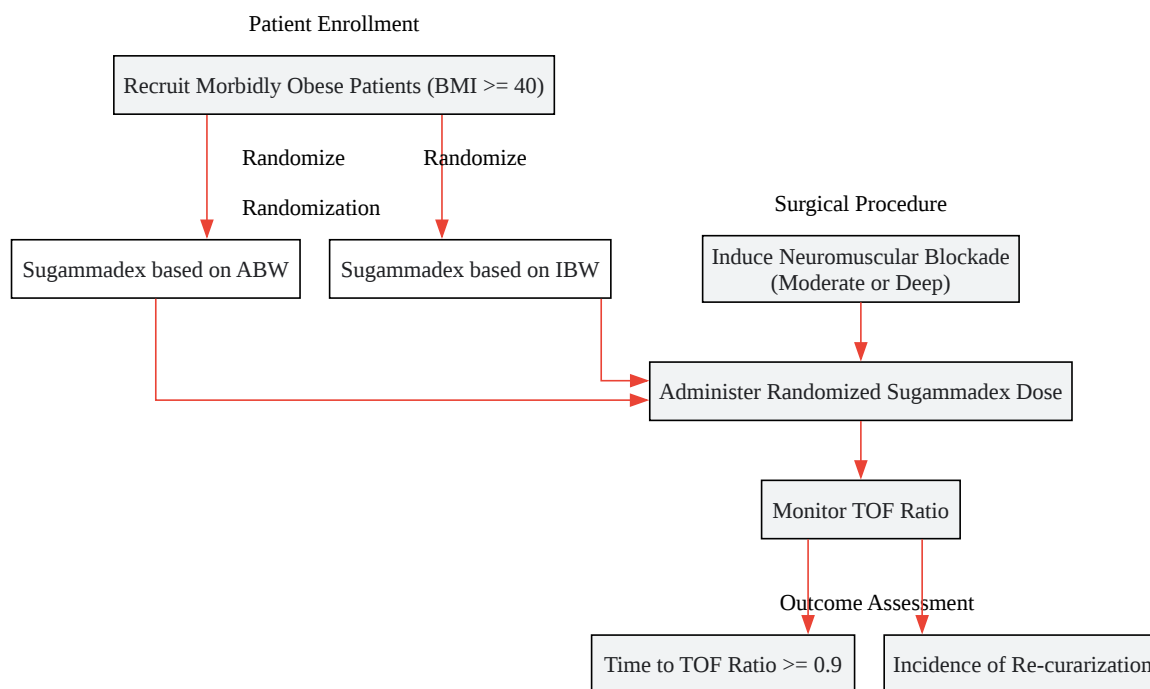 Patient Enrollment
Recruit Morbidly Obese Patients (BMI >= 40)
Randomize
Randomize
Randomization
Sugammadex based on ABW
Sugammadex based on IBW
Surgical Procedure
Induce Neuromuscular Blockade
(Moderate or Deep)
Administer Randomized Sugammadex Dose
Monitor TOF Ratio
Outcome Assessment
Time to TOF Ratio >= 0.9
Incidence of Re-curarization